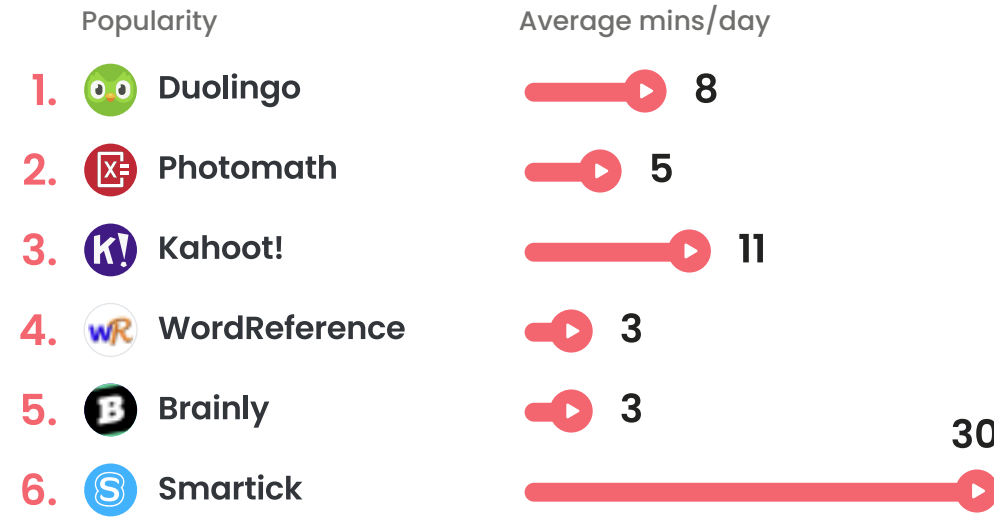 Popularity Average mins/day
1. Duolingo 8
2. X= Photomath 5
3. K! Kahoot! 11
4. WR WordReference 3
5. B Brainly 3
30
6. S Smartick